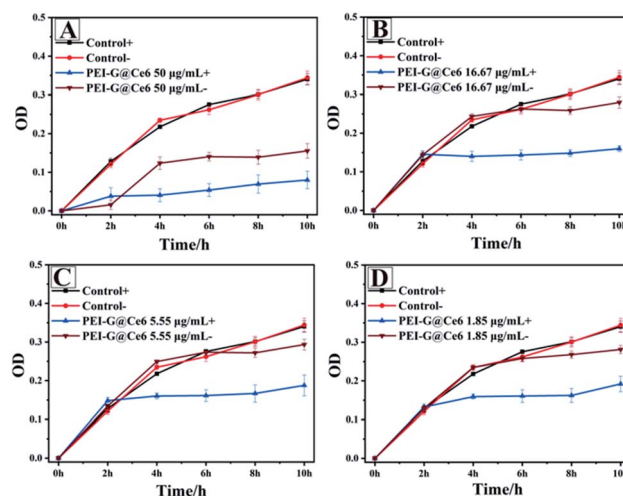 A
Control+
Control-
PEI-G@Ce6 50 μg/mL+
PEI-G@Ce6 50 μg/mL-
OD
0.5
0.4
0.3
0.2
0.1
0.0
0h 2h 4h 6h 8h 10h
Time/h
B
Control+
Control-
PEI-G@Ce6 16.67 μg/mL+
PEI-G@Ce6 16.67 μg/mL-
OD
0.5
0.4
0.3
0.2
0.1
0.0
0h 2h 4h 6h 8h 10h
Time/h
C
Control+
Control-
PEI-G@Ce6 5.55 μg/mL+
PEI-G@Ce6 5.55 μg/mL-
OD
0.5
0.4
0.3
0.2
0.1
0.0
0h 2h 4h 6h 8h 10h
Time/h
D
Control+
Control-
PEI-G@Ce6 1.85 μg/mL+
PEI-G@Ce6 1.85 μg/mL-
OD
0.5
0.4
0.3
0.2
0.1
0.0
0h 2h 4h 6h 8h 10h
Time/h